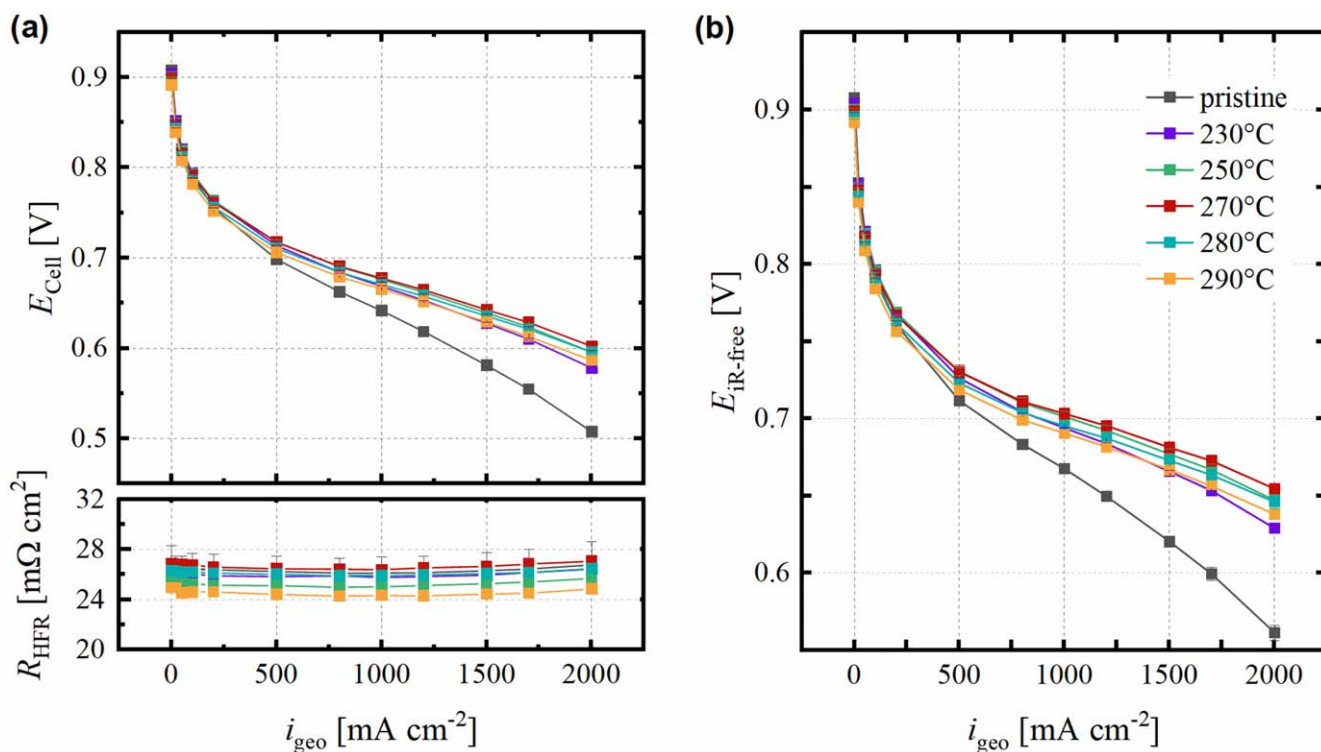 (a)
0.9
0.8
0.7
0.6
0.5
E_Cell [V]
32
28
24
20
R_HFR [mΩ cm²]
0 500 1000 1500 2000
i_geo [mA cm⁻²]
(b)
0.9
0.8
0.7
0.6
E_iR-free [V]
pristine
230°C
250°C
270°C
280°C
290°C
0 500 1000 1500 2000
i_geo [mA cm⁻²]